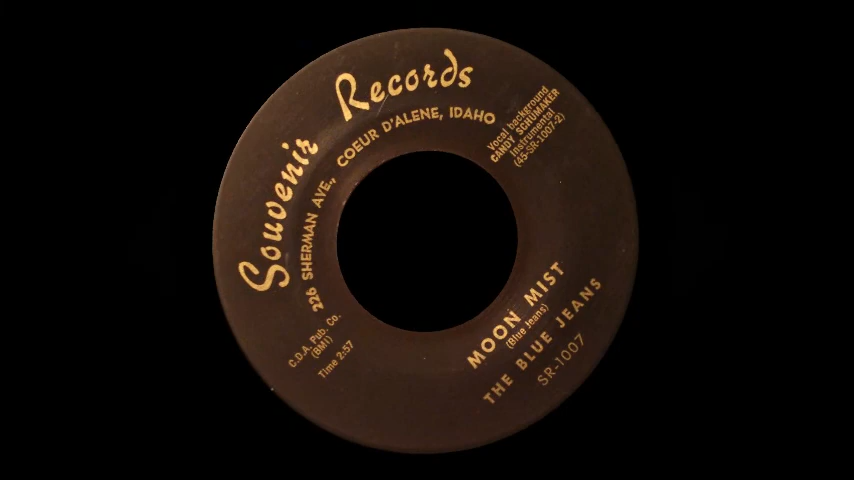 Souvenir Records
226 SHERMAN AVE., COEUR D'ALENE, IDAHO
Vocal background
CANDY SCHUMAKER
Instrumental
(45-SR-1007-2)
C.D.A. Pub. Co.
(BMI)
Time 2:57
MOON MIST
(Blue Jeans)
THE BLUE JEANS
SR-1007